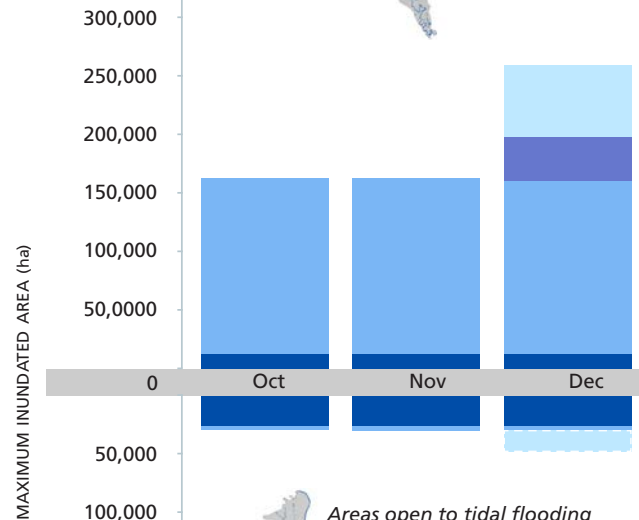 300,000
250,000
200,000
150,000
100,000
50,0000
0
Oct
Nov
Dec
50,000
100,000
MAXIMUM INUNDATED AREA (ha)
Areas open to tidal flooding